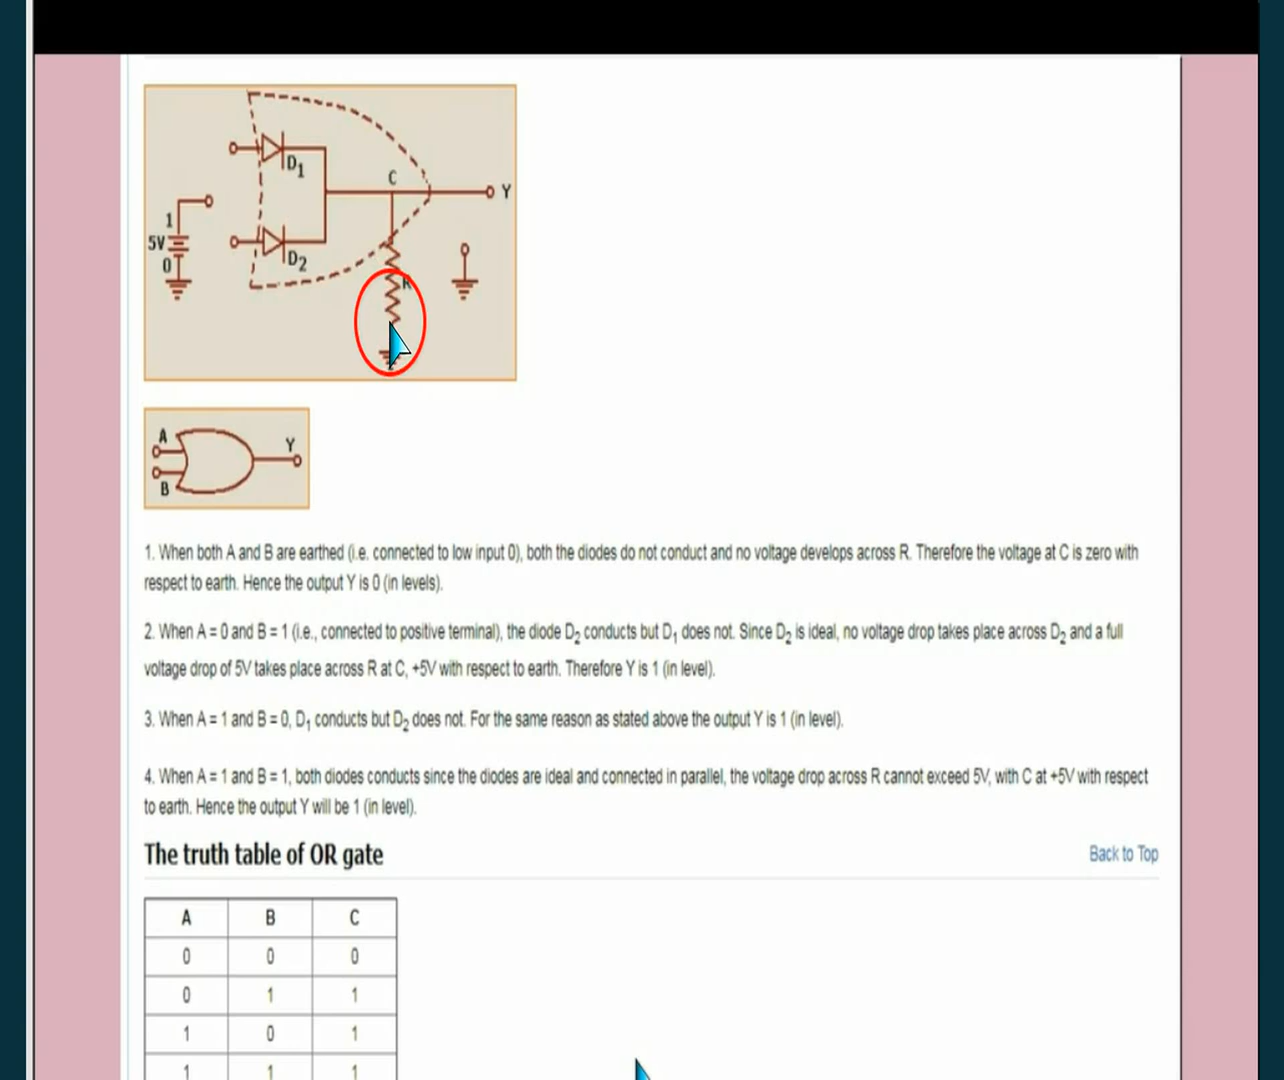 D1
C
Y
1
5V
0
D2
R
A
Y
B
1. When both A and B are earthed (i.e. connected to low input 0), both the diodes do not conduct and no voltage develops across R. Therefore the voltage at C is zero with
respect to earth. Hence the output Y is 0 (in levels).
2. When A = 0 and B = 1 (i.e., connected to positive terminal), the diode D2 conducts but D1 does not. Since D2 is ideal, no voltage drop takes place across D2 and a full
voltage drop of 5V takes place across R at C, +5V with respect to earth. Therefore Y is 1 (in level).
3. When A = 1 and B = 0, D1 conducts but D2 does not. For the same reason as stated above the output Y is 1 (in level).
4. When A = 1 and B = 1, both diodes conducts since the diodes are ideal and connected in parallel, the voltage drop across R cannot exceed 5V, with C at +5V with respect
to earth. Hence the output Y will be 1 (in level).
The truth table of OR gate
Back to Top
A B C
0 0 0
0 1 1
1 0 1
1 1 1